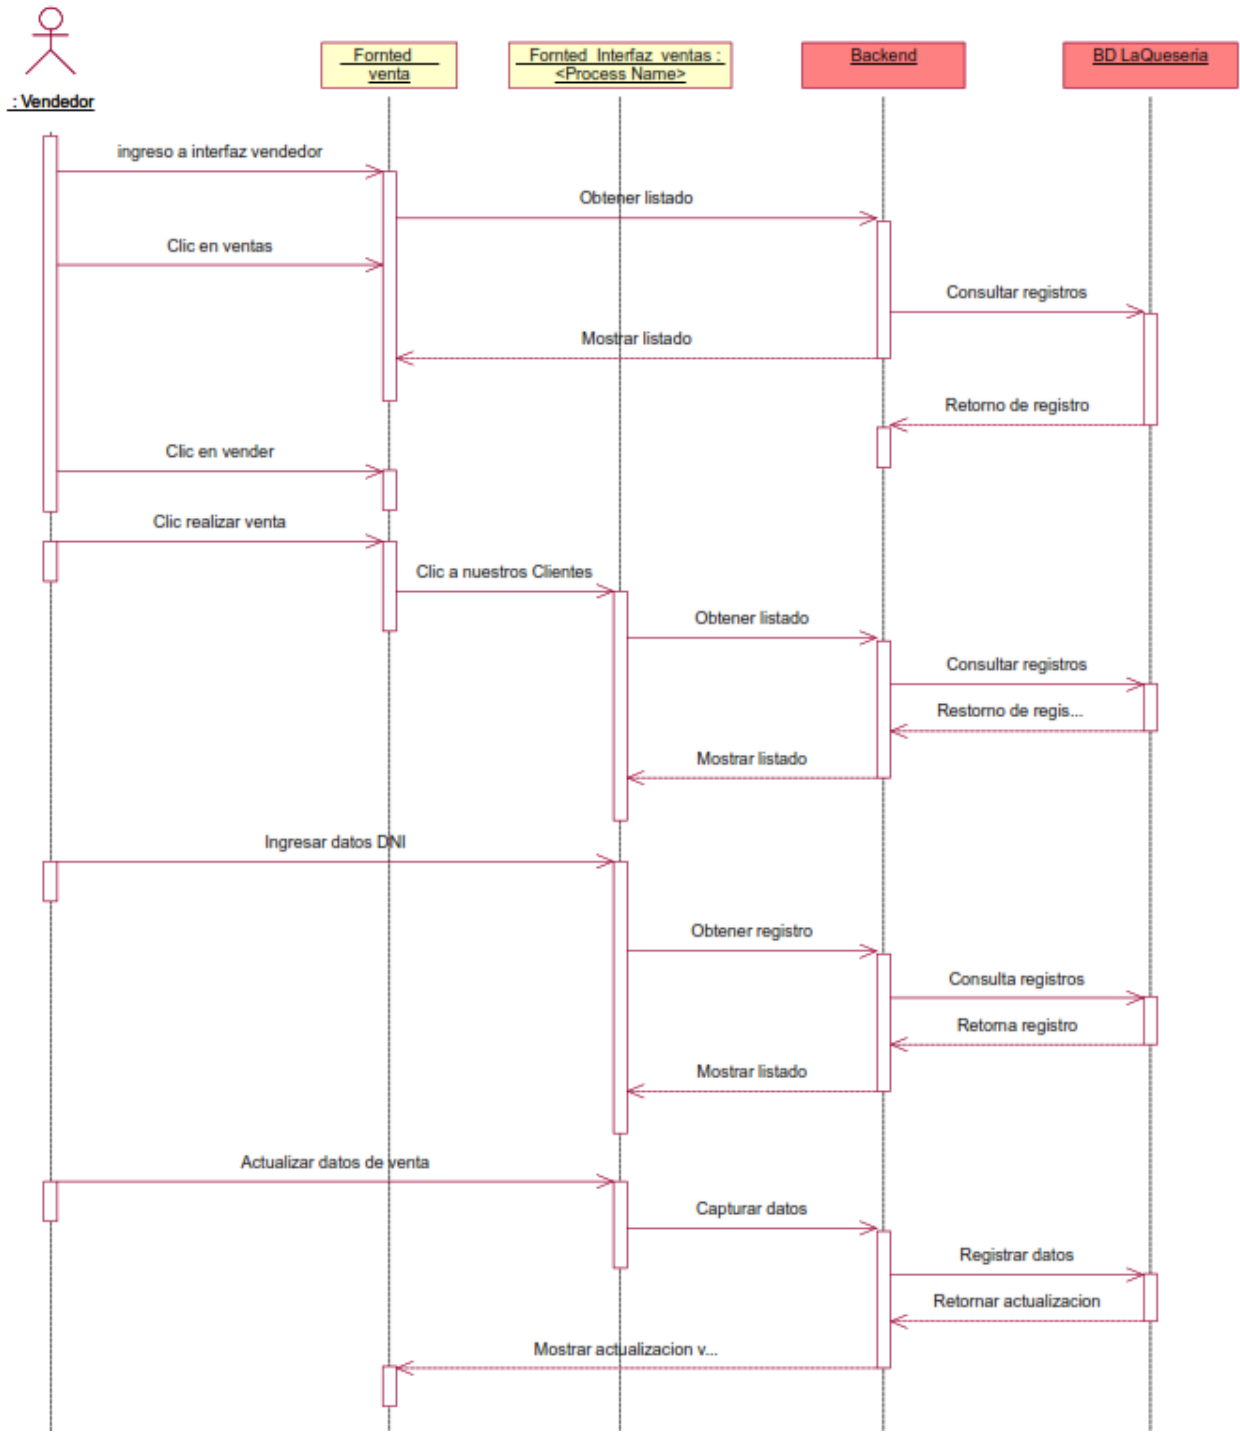 : Vendedor
Fornted
venta
Fornted Interfaz ventas :
<Process Name>
Backend
BD LaQueseria
ingreso a interfaz vendedor
Obtener listado
Clic en ventas
Consultar registros
Mostrar listado
Retorno de registro
Clic en vender
Clic realizar venta
Clic a nuestros Clientes
Obtener listado
Consultar registros
Restorno de regis...
Mostrar listado
Ingresar datos DNI
Obtener registro
Consulta registros
Retorna registro
Mostrar listado
Actualizar datos de venta
Capturar datos
Registrar datos
Retornar actualizacion
Mostrar actualizacion v...